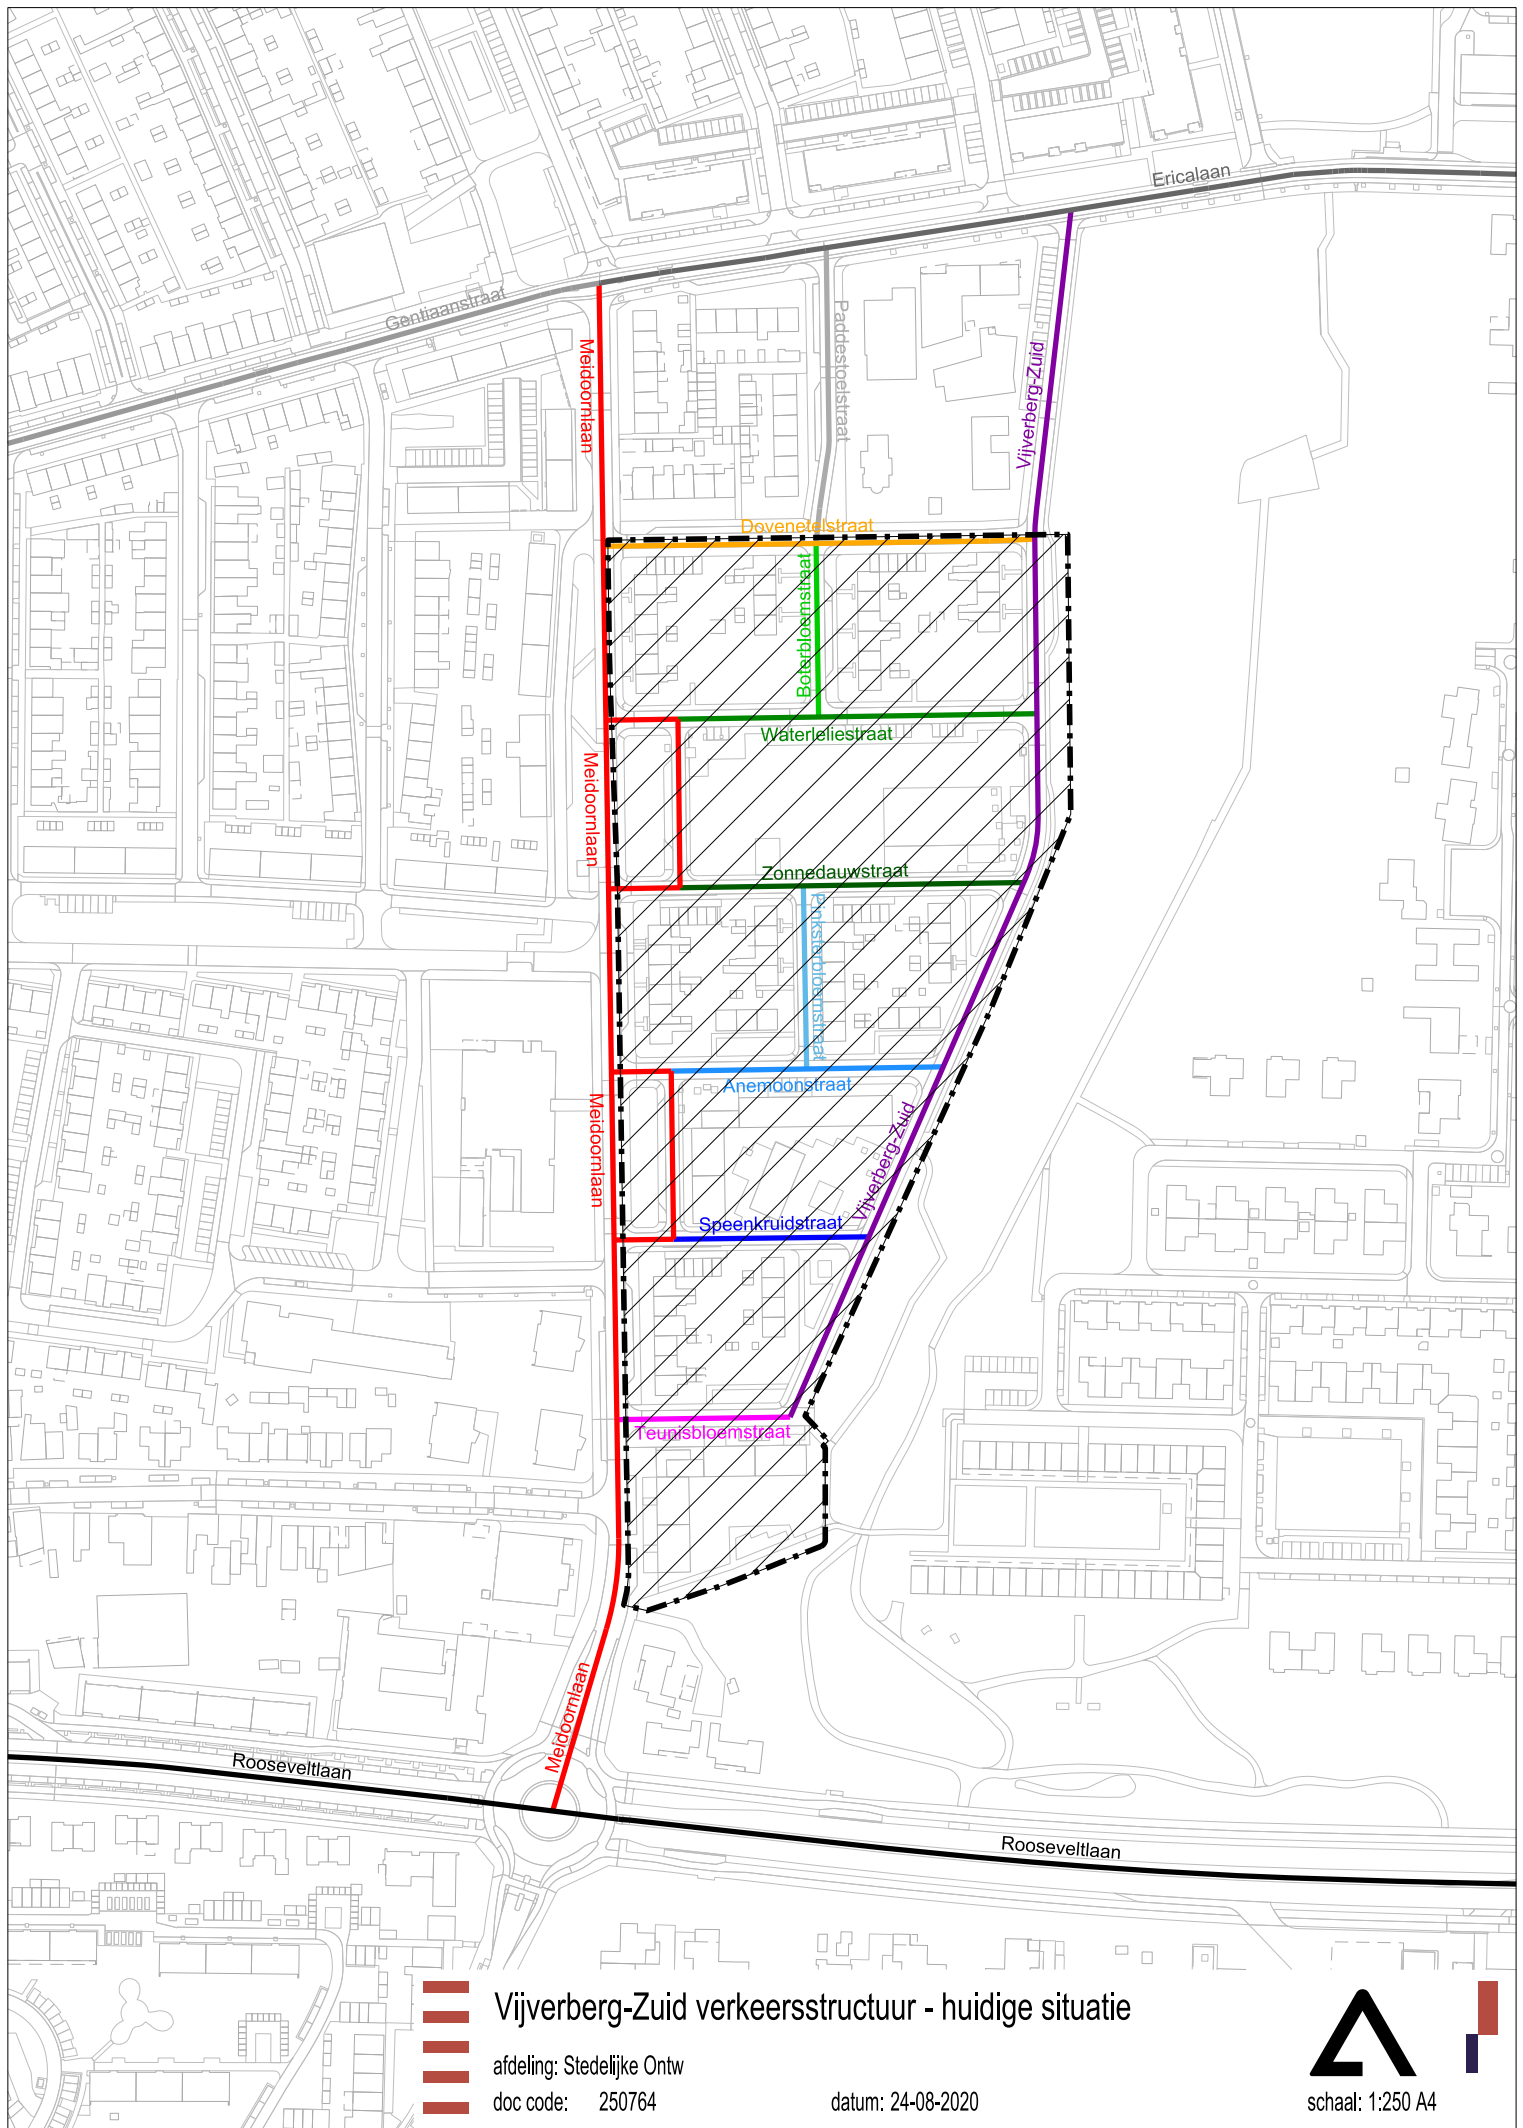 Ericalaan
Gentiaanstraat
Meidoornlaan
Paddestoelstraat
Vijverberg-Zuid
Dovenetelstraat
Boterbloemstraat
Waterleliestraat
Meidoornlaan
Zonnedauwstraat
Pinksterbloemstraat
Anemoonstraat
Meidoornlaan
Vijverberg-Zuid
Speenkruidstraat
Teunisbloemstraat
Meidoornlaan
Rooseveltlaan
Rooseveltlaan
Vijverberg-Zuid verkeersstructuur - huidige situatie
afdeling: Stedelijke Ontw
doc code: 250764 datum: 24-08-2020 schaal: 1:250 A4